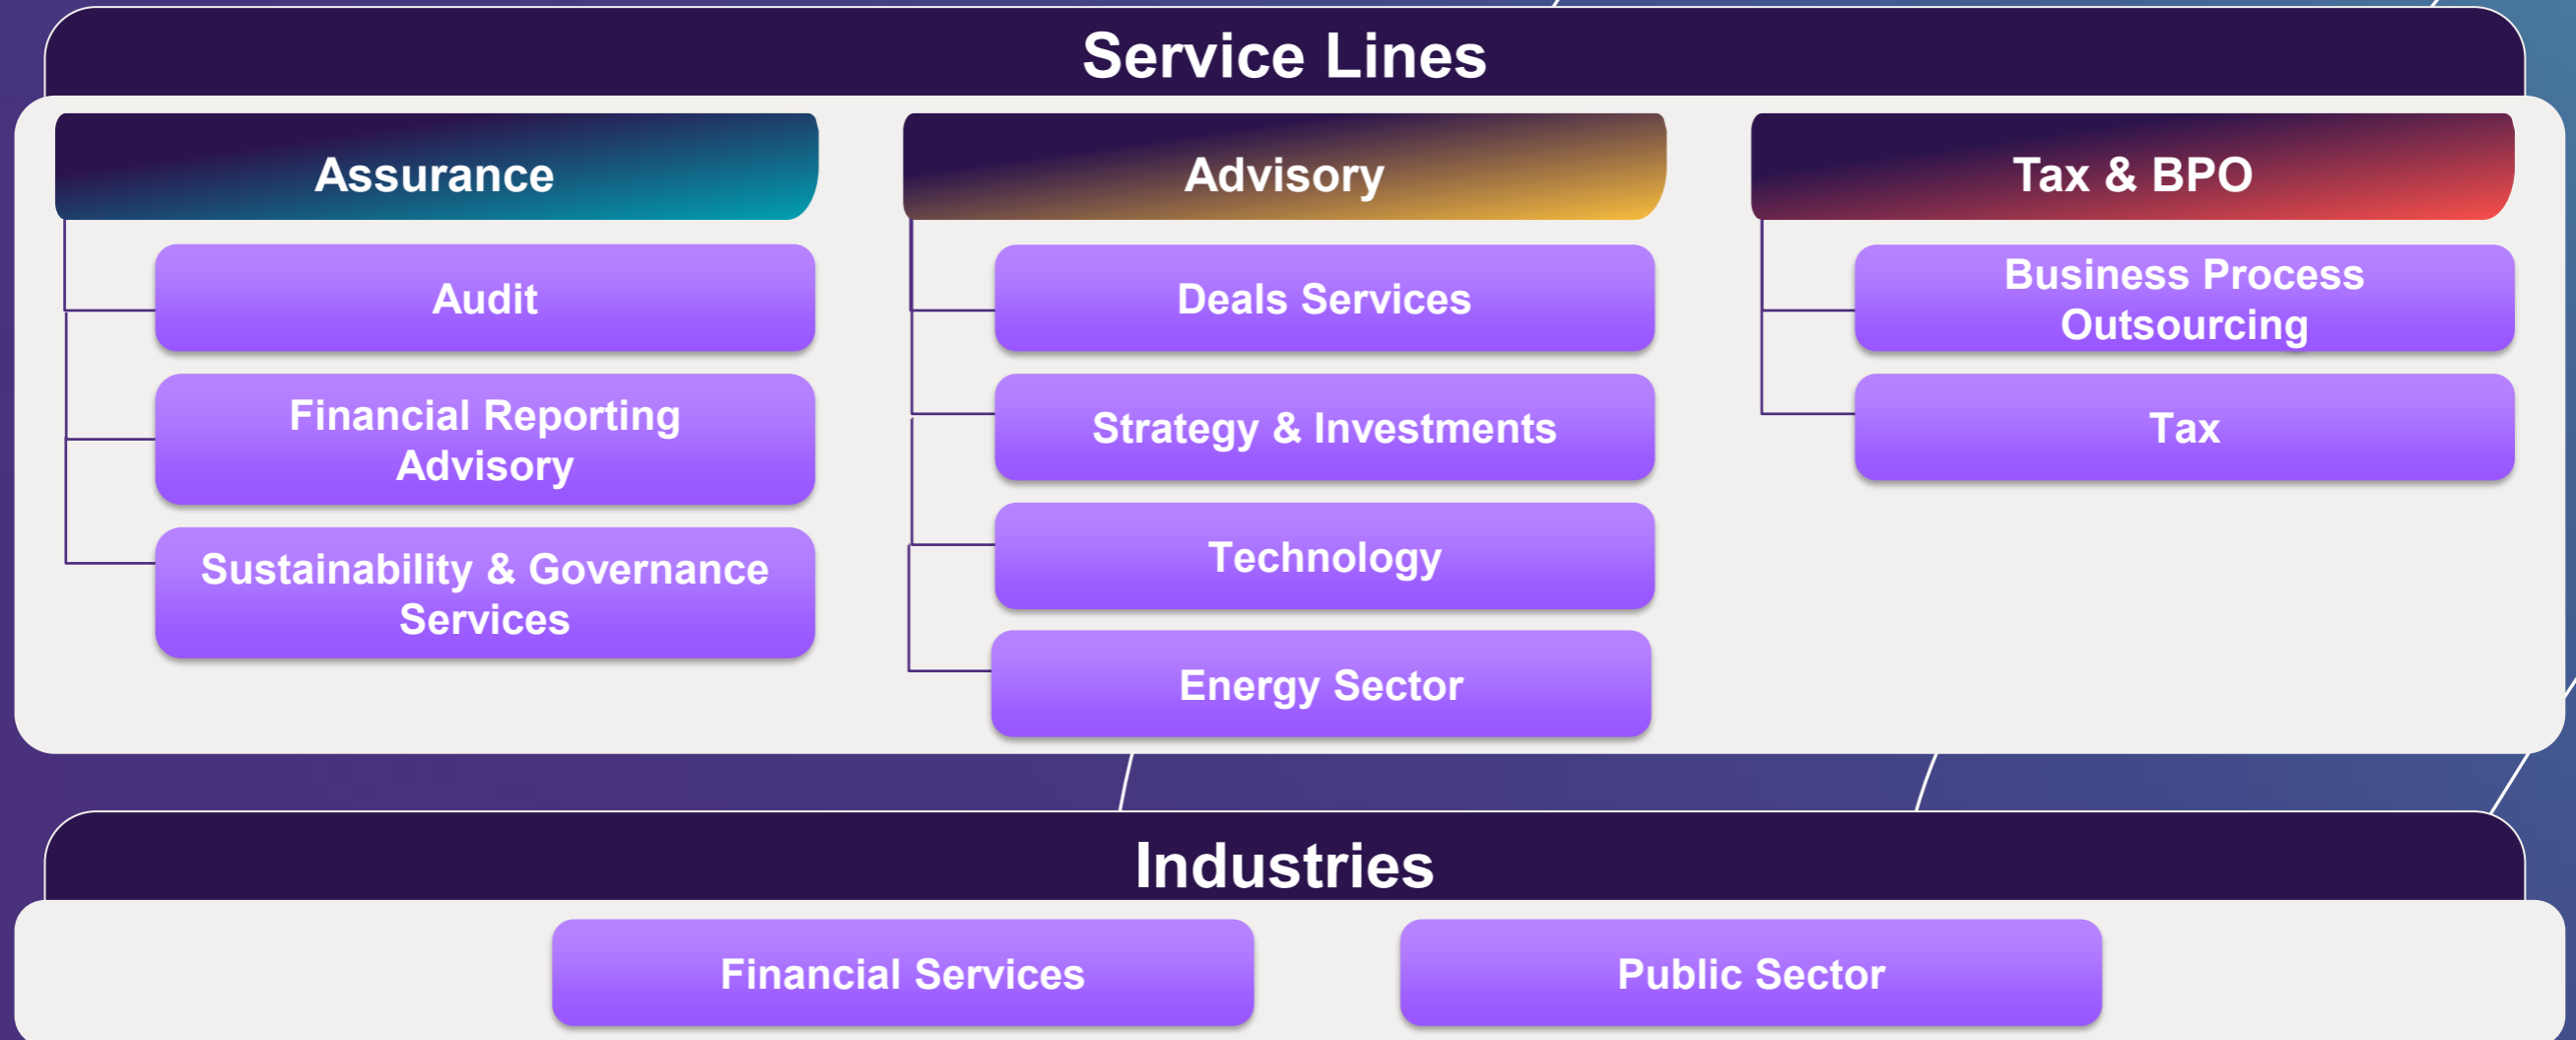 Service Lines
Assurance
Audit
Financial Reporting
Advisory
Sustainability & Governance
Services
Advisory
Deals Services
Strategy & Investments
Technology
Energy Sector
Tax & BPO
Business Process
Outsourcing
Tax
Industries
Financial Services
Public Sector